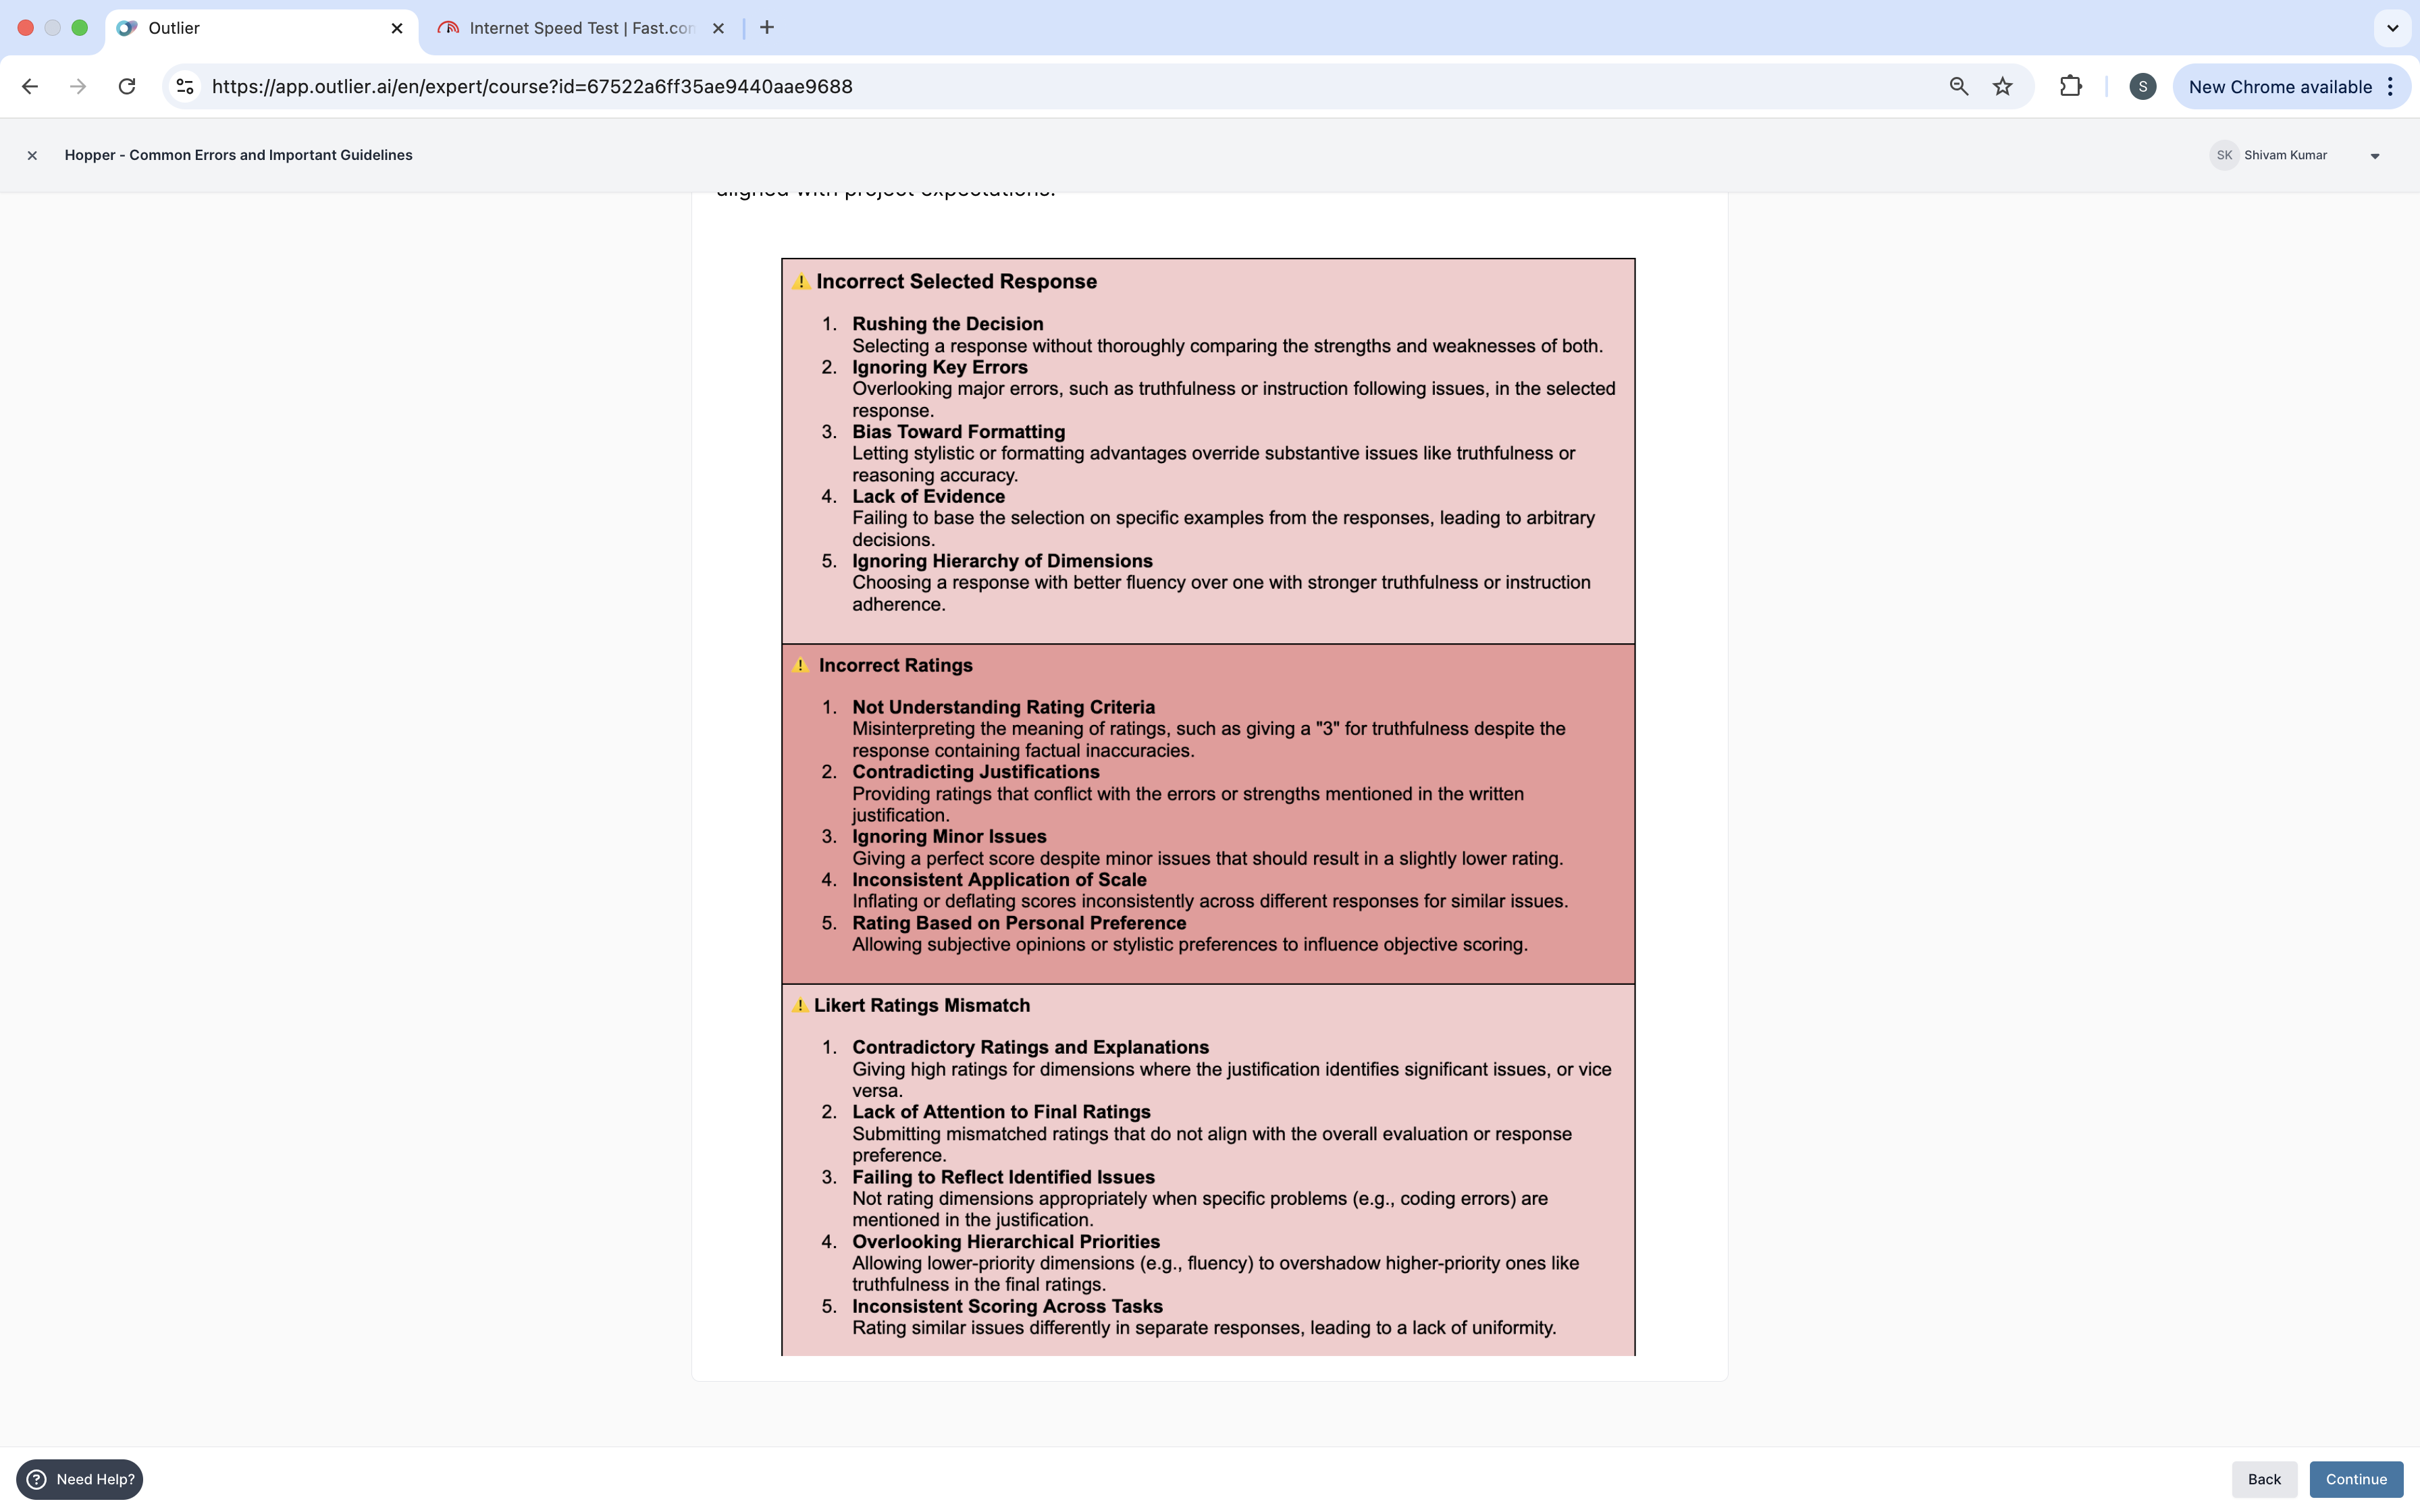 Outlier
Internet Speed Test | Fast.com
https://app.outlier.ai/en/expert/course?id=67522a6ff35ae9440aae9688
S
New Chrome available
Hopper - Common Errors and Important Guidelines
SK
Shivam Kumar
aligned with project expectations.
Incorrect Selected Response
1. Rushing the Decision
Selecting a response without thoroughly comparing the strengths and weaknesses of both.
2. Ignoring Key Errors
Overlooking major errors, such as truthfulness or instruction following issues, in the selected
response.
3. Bias Toward Formatting
Letting stylistic or formatting advantages override substantive issues like truthfulness or
reasoning accuracy.
4. Lack of Evidence
Failing to base the selection on specific examples from the responses, leading to arbitrary
decisions.
5. Ignoring Hierarchy of Dimensions
Choosing a response with better fluency over one with stronger truthfulness or instruction
adherence.
Incorrect Ratings
1. Not Understanding Rating Criteria
Misinterpreting the meaning of ratings, such as giving a "3" for truthfulness despite the
response containing factual inaccuracies.
2. Contradicting Justifications
Providing ratings that conflict with the errors or strengths mentioned in the written
justification.
3. Ignoring Minor Issues
Giving a perfect score despite minor issues that should result in a slightly lower rating.
4. Inconsistent Application of Scale
Inflating or deflating scores inconsistently across different responses for similar issues.
5. Rating Based on Personal Preference
Allowing subjective opinions or stylistic preferences to influence objective scoring.
Likert Ratings Mismatch
1. Contradictory Ratings and Explanations
Giving high ratings for dimensions where the justification identifies significant issues, or vice
versa.
2. Lack of Attention to Final Ratings
Submitting mismatched ratings that do not align with the overall evaluation or response
preference.
3. Failing to Reflect Identified Issues
Not rating dimensions appropriately when specific problems (e.g., coding errors) are
mentioned in the justification.
4. Overlooking Hierarchical Priorities
Allowing lower-priority dimensions (e.g., fluency) to overshadow higher-priority ones like
truthfulness in the final ratings.
5. Inconsistent Scoring Across Tasks
Rating similar issues differently in separate responses, leading to a lack of uniformity.
Need Help?
Back
Continue